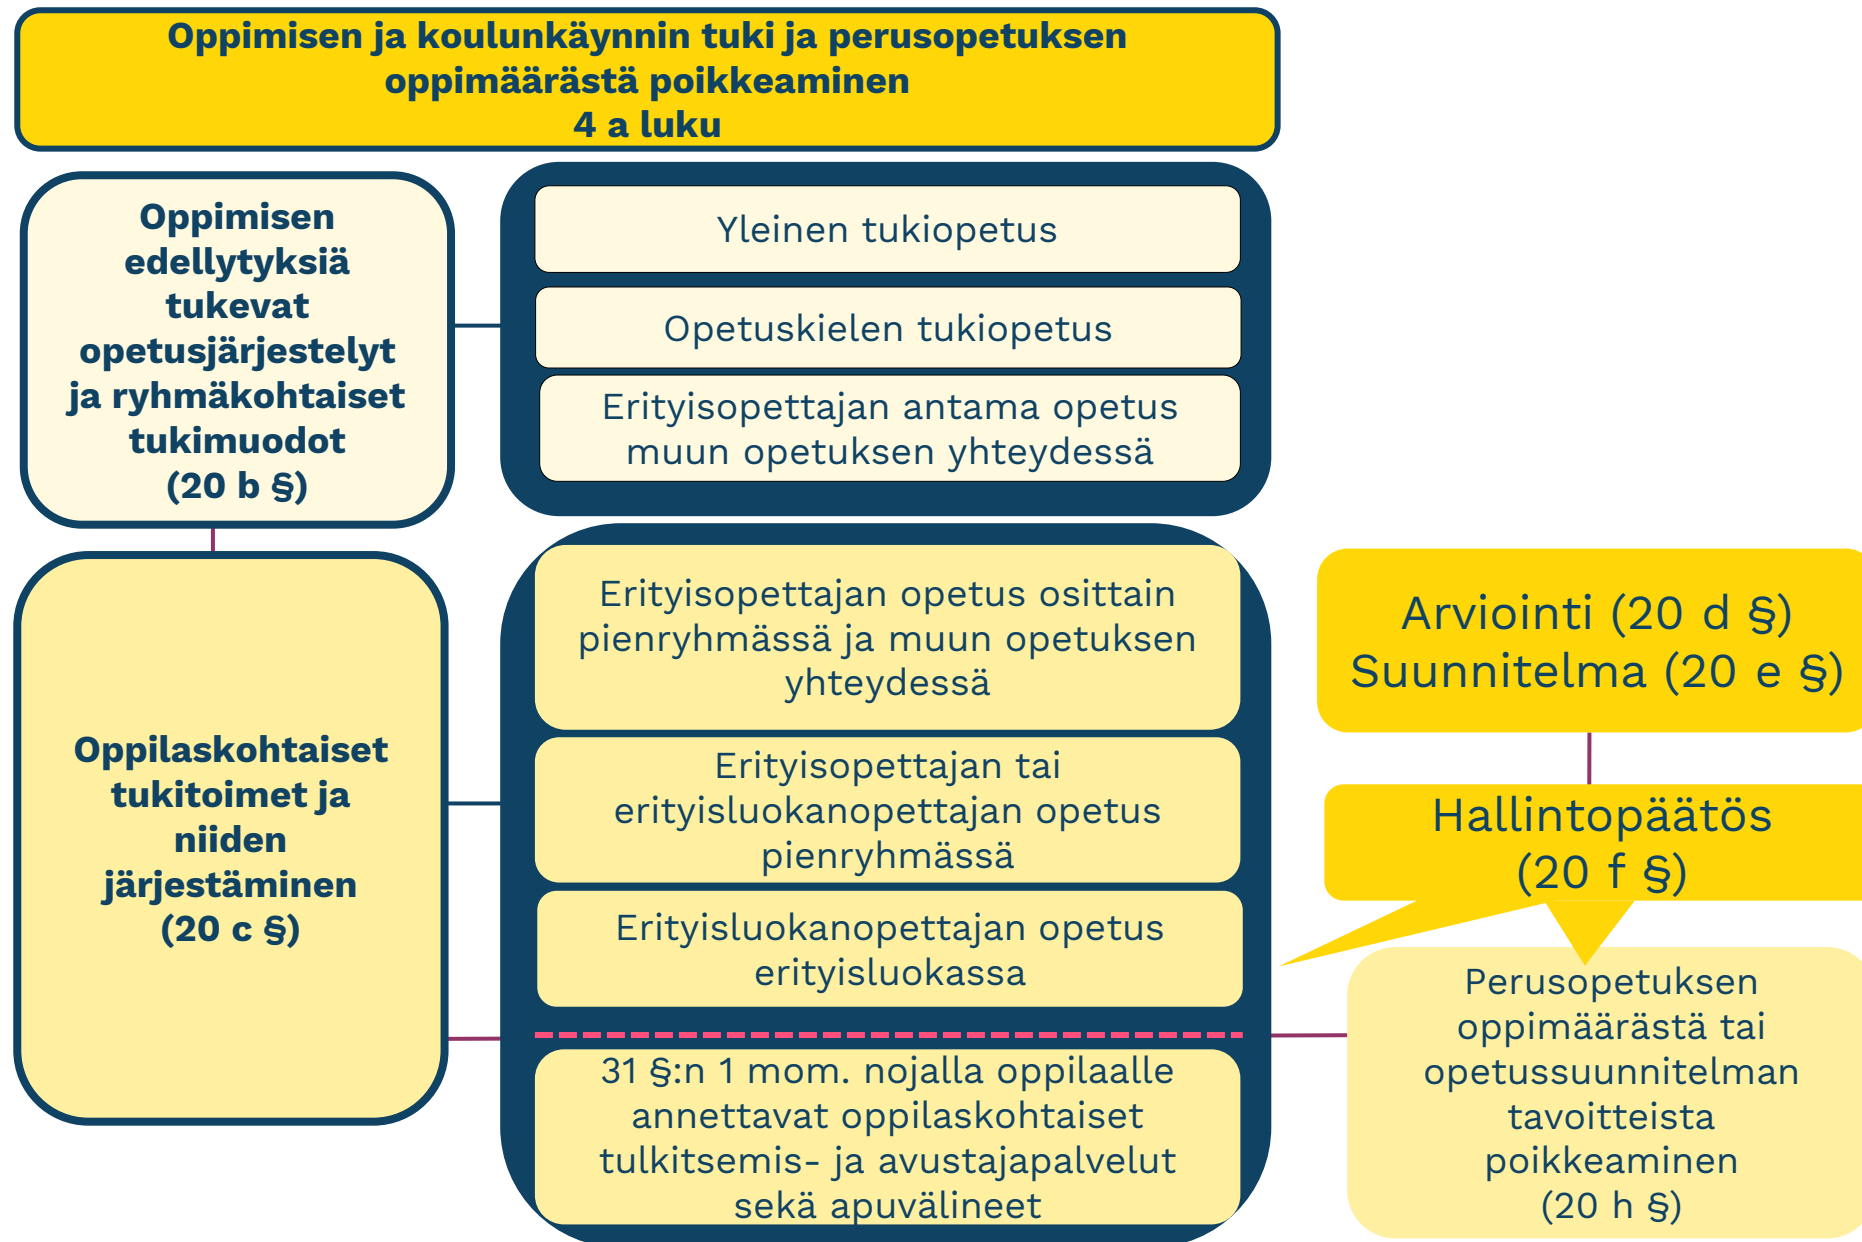 Oppimisen ja koulunkäynnin tuki ja perusopetuksen
oppimäärästä poikkeaminen
4 a luku
Oppimisen
edellytyksiä
tukevat
opetusjärjestelyt
ja ryhmäkohtaiset
tukimuodot
(20 b §)
Yleinen tukiopetus
Opetuskielen tukiopetus
Erityisopettajan antama opetus
muun opetuksen yhteydessä
Oppilaskohtaiset
tukitoimet ja
niiden
järjestäminen
(20 c §)
Erityisopettajan opetus osittain
pienryhmässä ja muun opetuksen
yhteydessä
Erityisopettajan tai
erityisluokanopettajan opetus
pienryhmässä
Erityisluokanopettajan opetus
erityisluokassa
31 §:n 1 mom. nojalla oppilaalle
annettavat oppilaskohtaiset
tulkitsemis- ja avustajapalvelut
sekä apuvälineet
Arviointi (20 d §)
Suunnitelma (20 e §)
Hallintopäätös
(20 f §)
Perusopetuksen
oppimäärästä tai
opetussuunnitelman
tavoitteista
poikkeaminen
(20 h §)